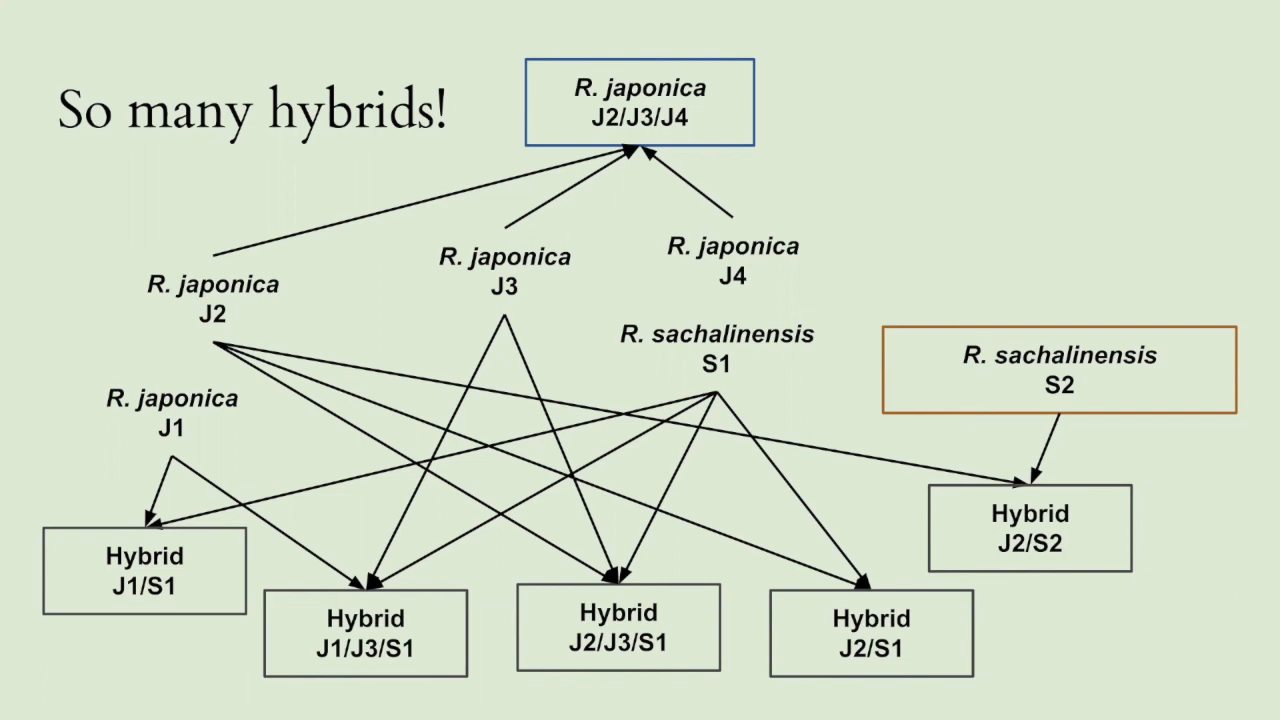 So many hybrids!
R. japonica
J2/J3/J4
R. japonica
J2
R. japonica
J3
R. japonica
J4
R. sachalinensis
S1
R. sachalinensis
S2
R. japonica
J1
Hybrid
J1/S1
Hybrid
J1/J3/S1
Hybrid
J2/J3/S1
Hybrid
J2/S1
Hybrid
J2/S2